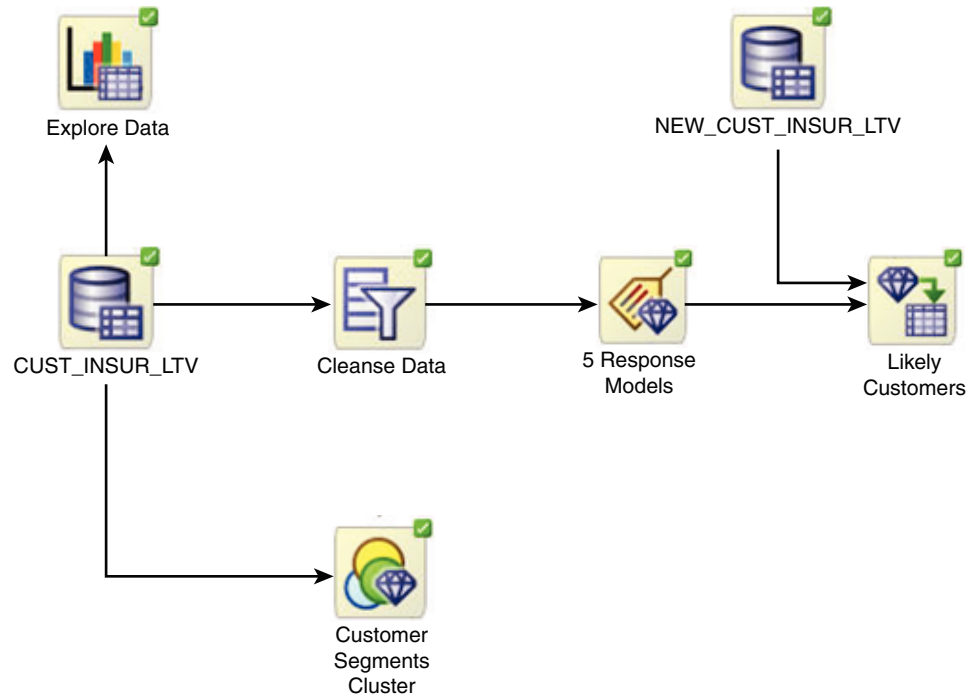 Explore Data
NEW_CUST_INSUR_LTV
CUST_INSUR_LTV
Cleanse Data
5 Response
Models
Likely
Customers
Customer
Segments
Cluster